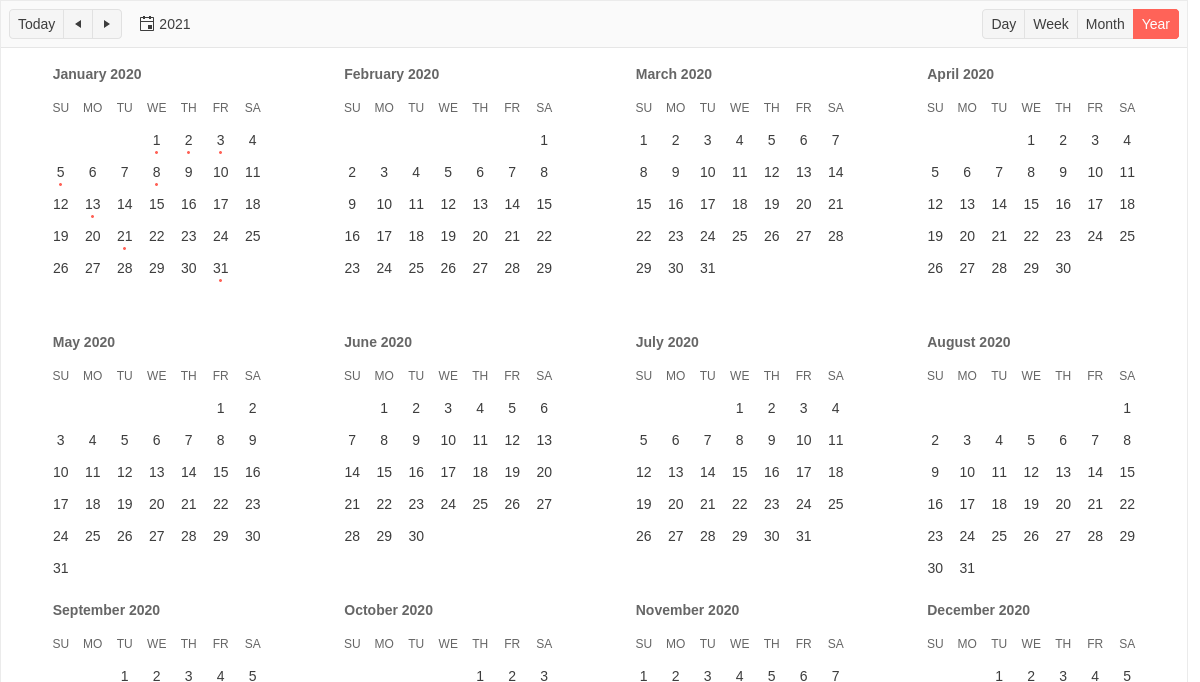 Today 2021 Day Week Month Year
January 2020 February 2020 March 2020 April 2020
SU MO TU WE TH FR SA SU MO TU WE TH FR SA SU MO TU WE TH FR SA SU MO TU WE TH FR SA
1 2 3 4 1 1 2 3 4 5 6 7 1 2 3 4
5 6 7 8 9 10 11 2 3 4 5 6 7 8 8 9 10 11 12 13 14 5 6 7 8 9 10 11
12 13 14 15 16 17 18 9 10 11 12 13 14 15 15 16 17 18 19 20 21 12 13 14 15 16 17 18
19 20 21 22 23 24 25 16 17 18 19 20 21 22 22 23 24 25 26 27 28 19 20 21 22 23 24 25
26 27 28 29 30 31 23 24 25 26 27 28 29 29 30 31 26 27 28 29 30
May 2020 June 2020 July 2020 August 2020
SU MO TU WE TH FR SA SU MO TU WE TH FR SA SU MO TU WE TH FR SA SU MO TU WE TH FR SA
1 2 1 2 3 4 5 6 1 2 3 4 1
3 4 5 6 7 8 9 7 8 9 10 11 12 13 5 6 7 8 9 10 11 2 3 4 5 6 7 8
10 11 12 13 14 15 16 14 15 16 17 18 19 20 12 13 14 15 16 17 18 9 10 11 12 13 14 15
17 18 19 20 21 22 23 21 22 23 24 25 26 27 19 20 21 22 23 24 25 16 17 18 19 20 21 22
24 25 26 27 28 29 30 28 29 30 26 27 28 29 30 31 23 24 25 26 27 28 29
31 30 31
September 2020 October 2020 November 2020 December 2020
SU MO TU WE TH FR SA SU MO TU WE TH FR SA SU MO TU WE TH FR SA SU MO TU WE TH FR SA
1 2 3 4 5 1 2 3 1 2 3 4 5 6 7 1 2 3 4 5